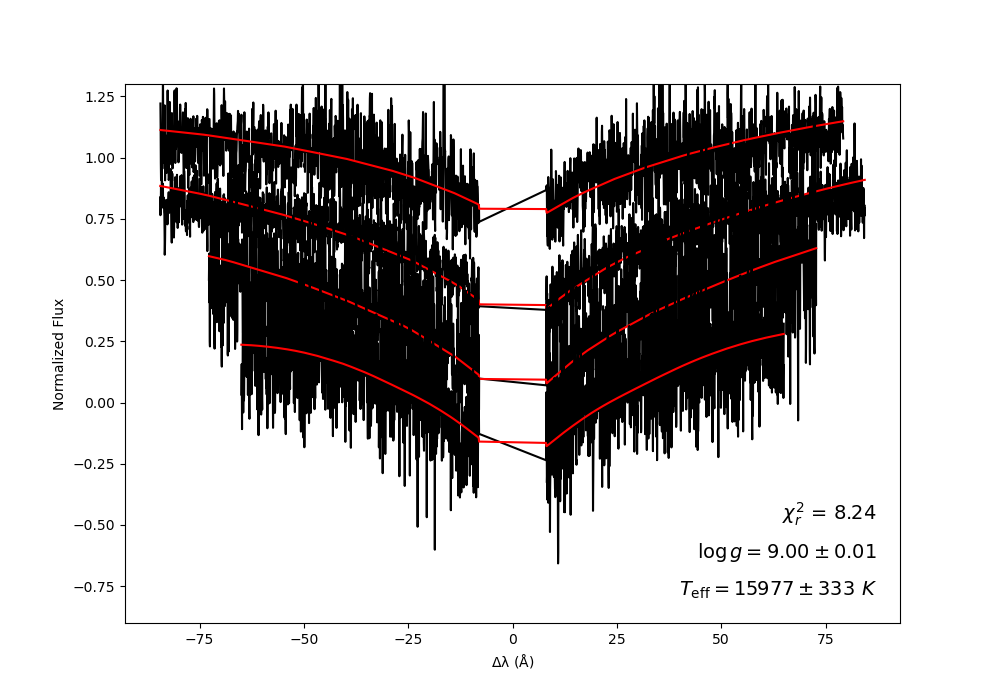 1.25
1.00
0.75
0.50
0.25
0.00
−0.25
−0.50
−0.75
Normalized Flux
χ²ᵣ = 8.24
log g = 9.00 ± 0.01
T_eff = 15977 ± 333 K
−75 −50 −25 0 25 50 75
Δλ (Å)